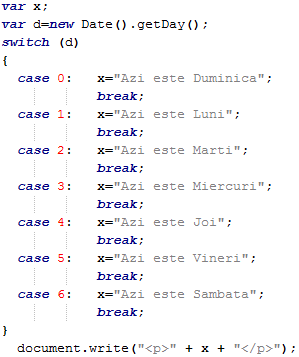 var x;
var d=new Date().getDay();
switch (d)
{
case 0: x="Azi este Duminica";
break;
case 1: x="Azi este Luni";
break;
case 2: x="Azi este Marti";
break;
case 3: x="Azi este Miercuri";
break;
case 4: x="Azi este Joi";
break;
case 5: x="Azi este Vineri";
break;
case 6: x="Azi este Sambata";
break;
}
document.write("<p>" + x + "</p>");